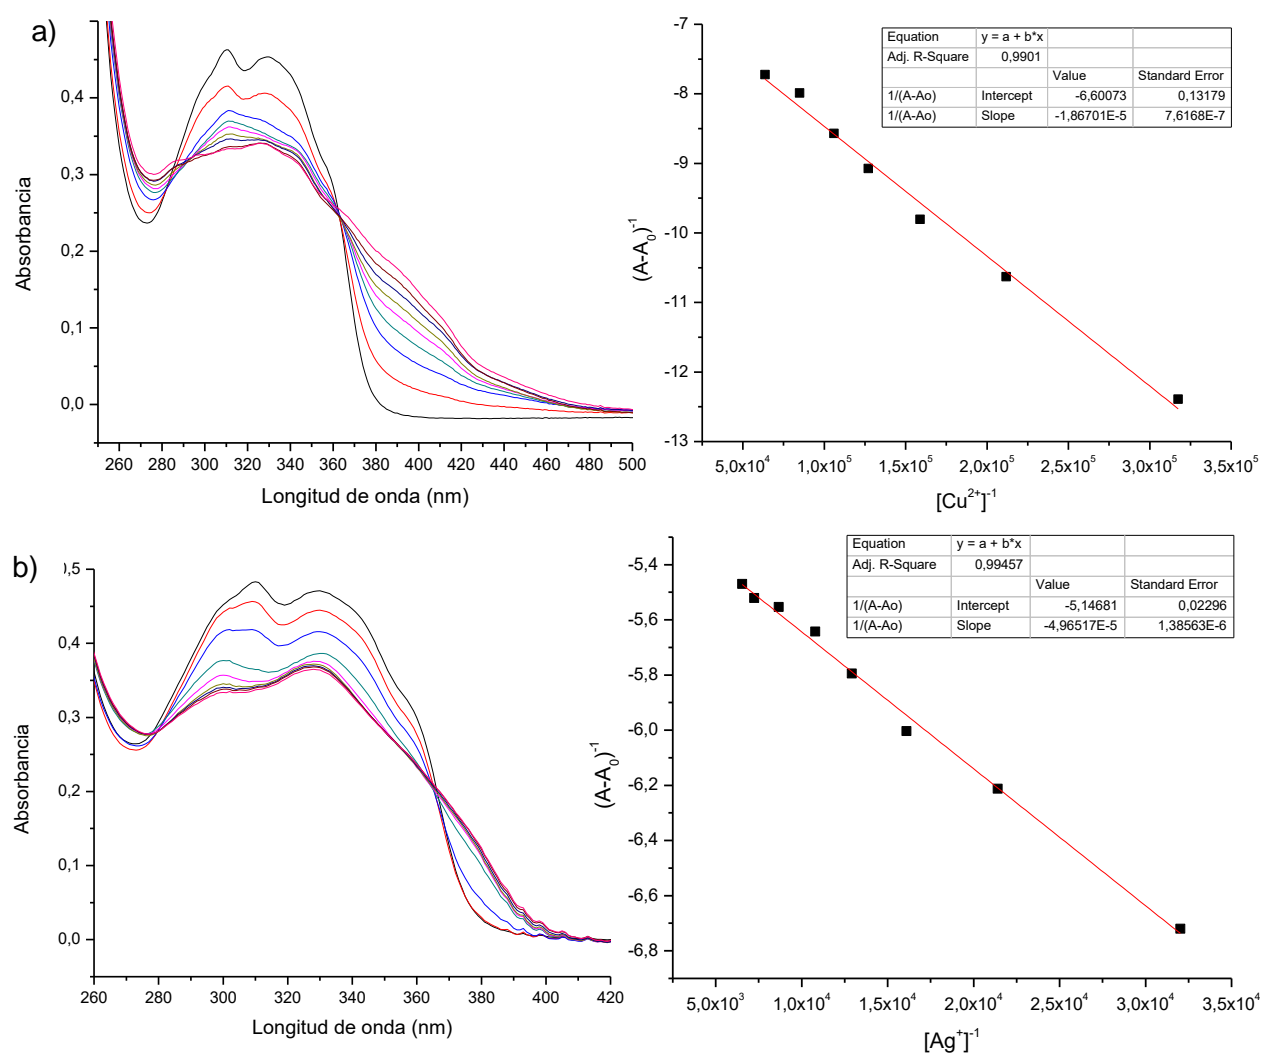 a)
0,4
0,3
0,2
0,1
0,0
260 280 300 320 340 360 380 400 420 440 460 480 500
Absorbancia
Longitud de onda (nm)
-7
-8
-9
-10
-11
-12
-13
5,0x10⁴ 1,0x10⁵ 1,5x10⁵ 2,0x10⁵ 2,5x10⁵ 3,0x10⁵ 3,5x10⁵
(A-A₀)⁻¹
[Cu²⁺]⁻¹
Equation y = a + b*x
Adj. R-Square 0,9901
Value Standard Error
1/(A-Ao) Intercept -6,60073 0,13179
1/(A-Ao) Slope -1,86701E-5 7,6168E-7
b)
,5
0,4
0,3
0,2
0,1
0,0
260 280 300 320 340 360 380 400 420
Absorbancia
Longitud de onda (nm)
-5,4
-5,6
-5,8
-6,0
-6,2
-6,4
-6,6
-6,8
5,0x10³ 1,0x10⁴ 1,5x10⁴ 2,0x10⁴ 2,5x10⁴ 3,0x10⁴ 3,5x10⁴
(A-A₀)⁻¹
[Ag⁺]⁻¹
Equation y = a + b*x
Adj. R-Square 0,99457
Value Standard Error
1/(A-Ao) Intercept -5,14681 0,02296
1/(A-Ao) Slope -4,96517E-5 1,38563E-6